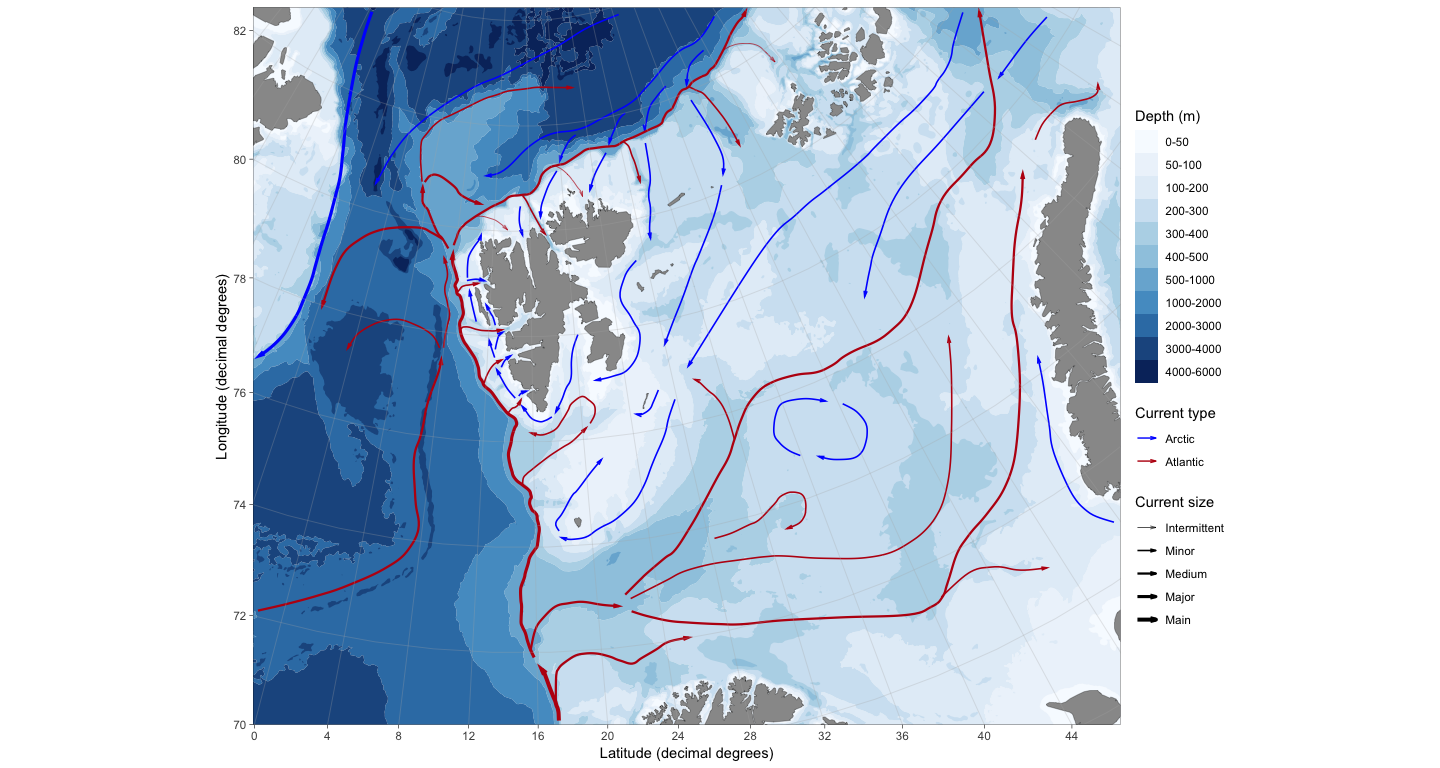 82
80
78
76
74
72
70
Longitude (decimal degrees)
0 4 8 12 16 20 24 28 32 36 40 44
Latitude (decimal degrees)
Depth (m)
0-50
50-100
100-200
200-300
300-400
400-500
500-1000
1000-2000
2000-3000
3000-4000
4000-6000
Current type
Arctic
Atlantic
Current size
Intermittent
Minor
Medium
Major
Main